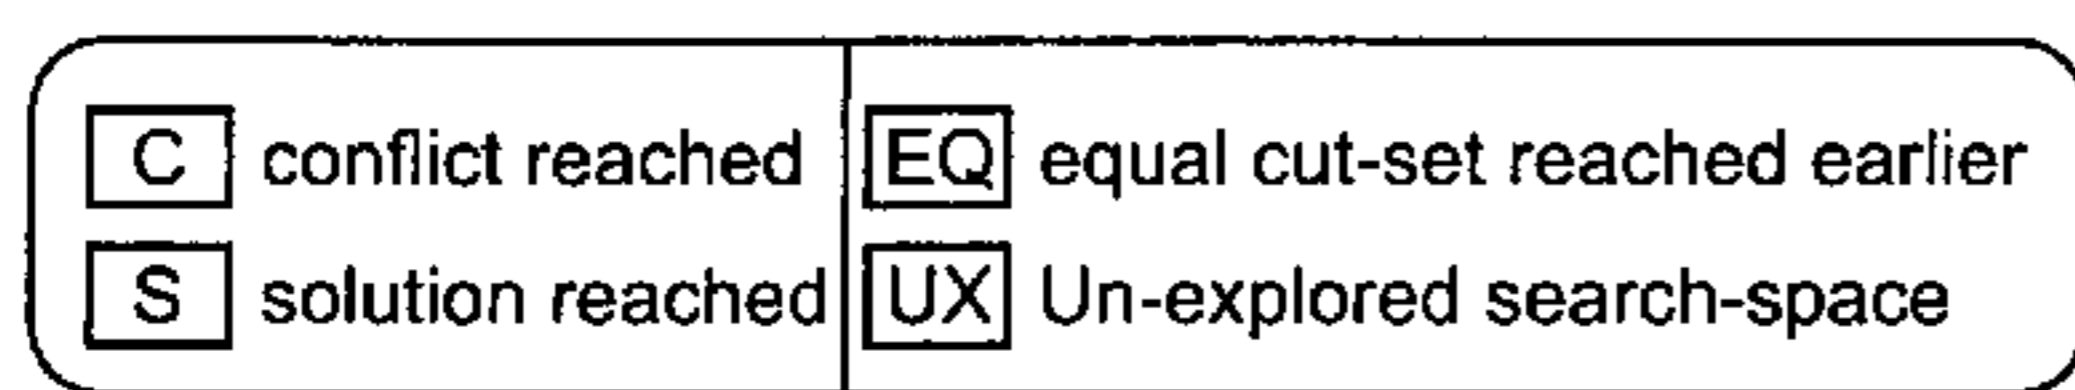 C conflict reached EQ equal cut-set reached earlier
S solution reached UX Un-explored search-space